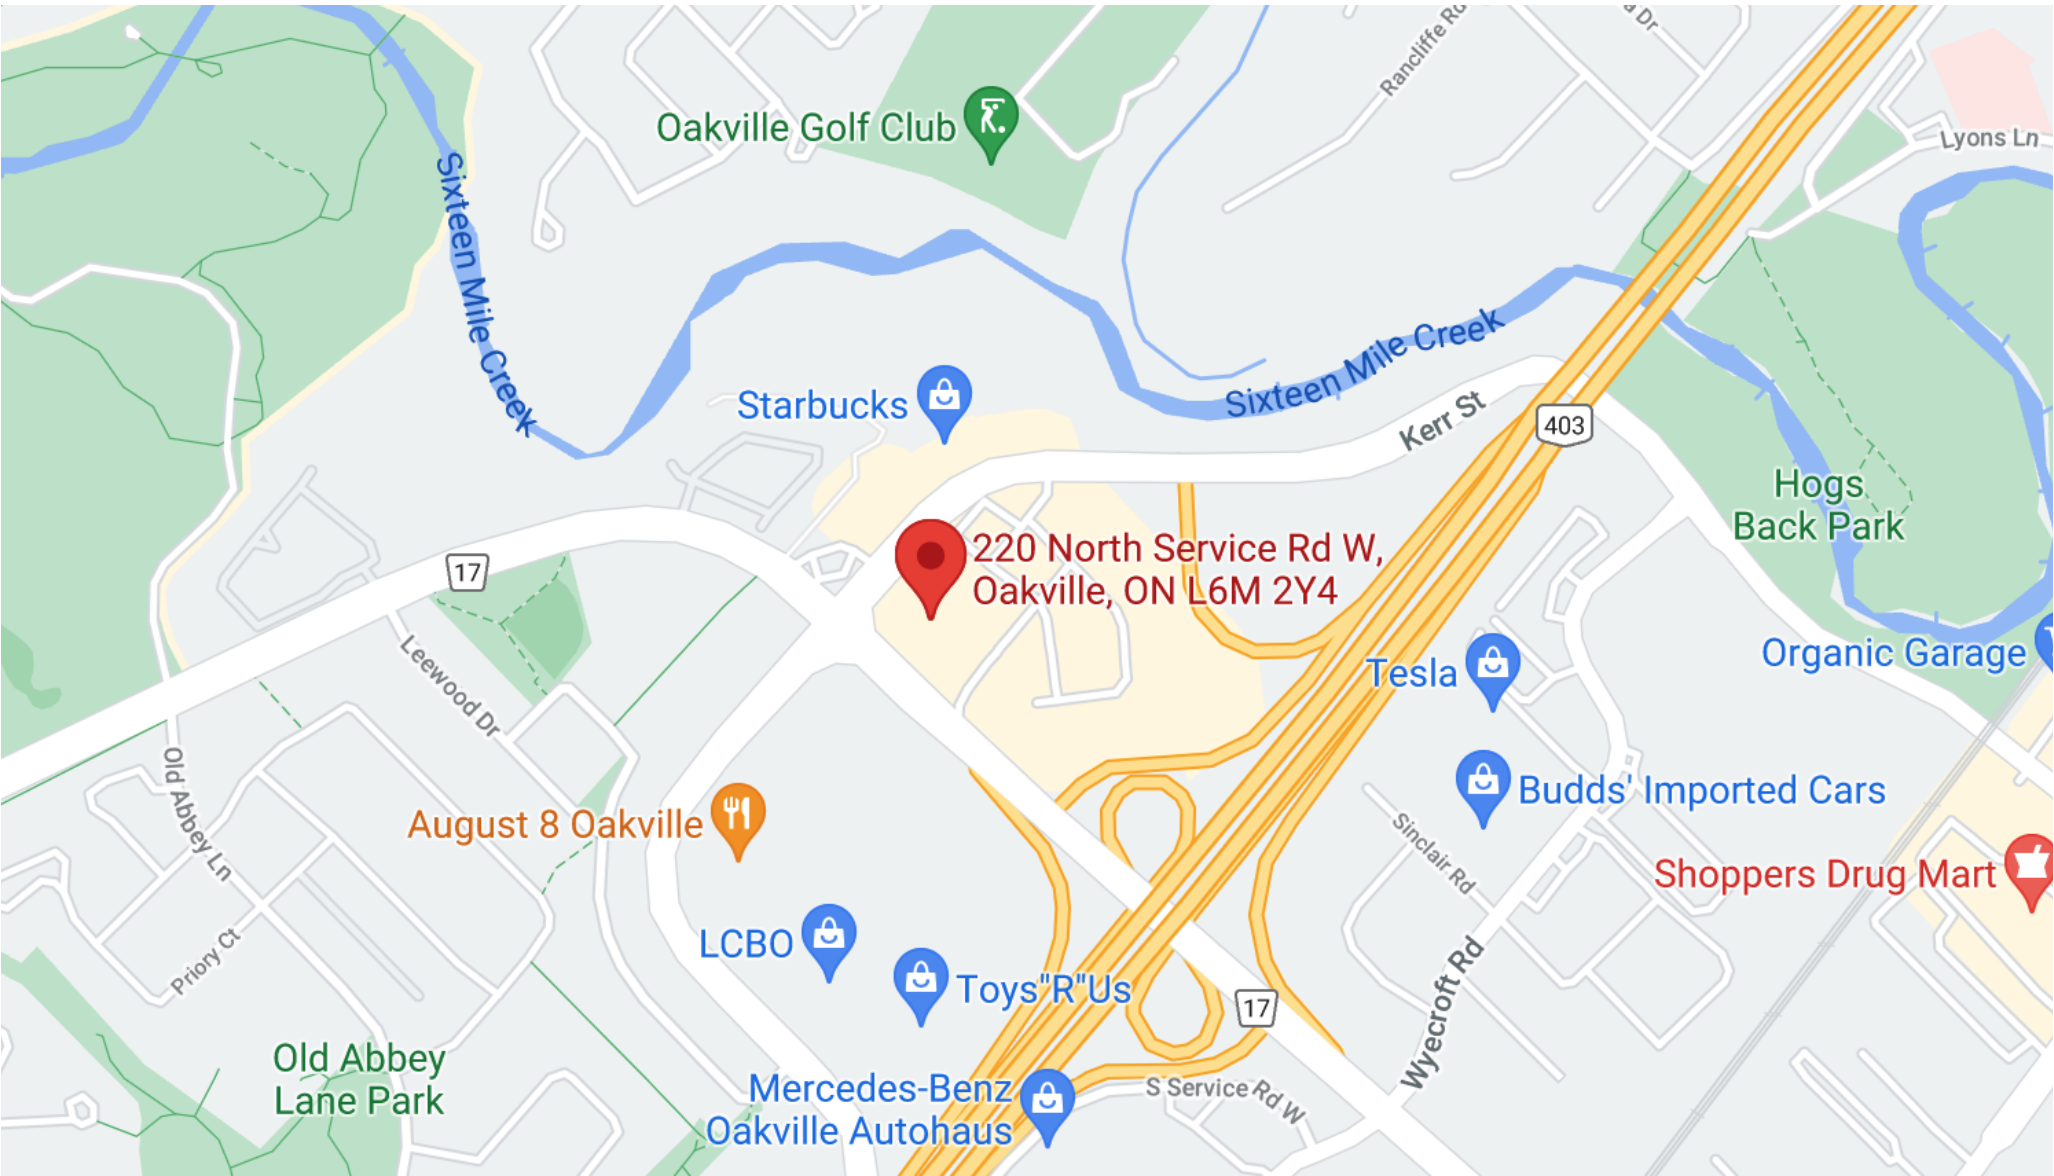 Rancliffe Rd
a Dr
Oakville Golf Club
Lyons Ln
Sixteen Mile Creek
Sixteen Mile Creek
Starbucks
Kerr St
403
Hogs
Back Park
220 North Service Rd W,
Oakville, ON L6M 2Y4
17
Leewood Dr
Tesla
Organic Garage
Old Abbey Ln
August 8 Oakville
Budds' Imported Cars
Sinclair Rd
Shoppers Drug Mart
LCBO
Priory Ct
Toys"R"Us
17
Wyecroft Rd
Old Abbey
Lane Park
Mercedes-Benz
Oakville Autohaus
S Service Rd W